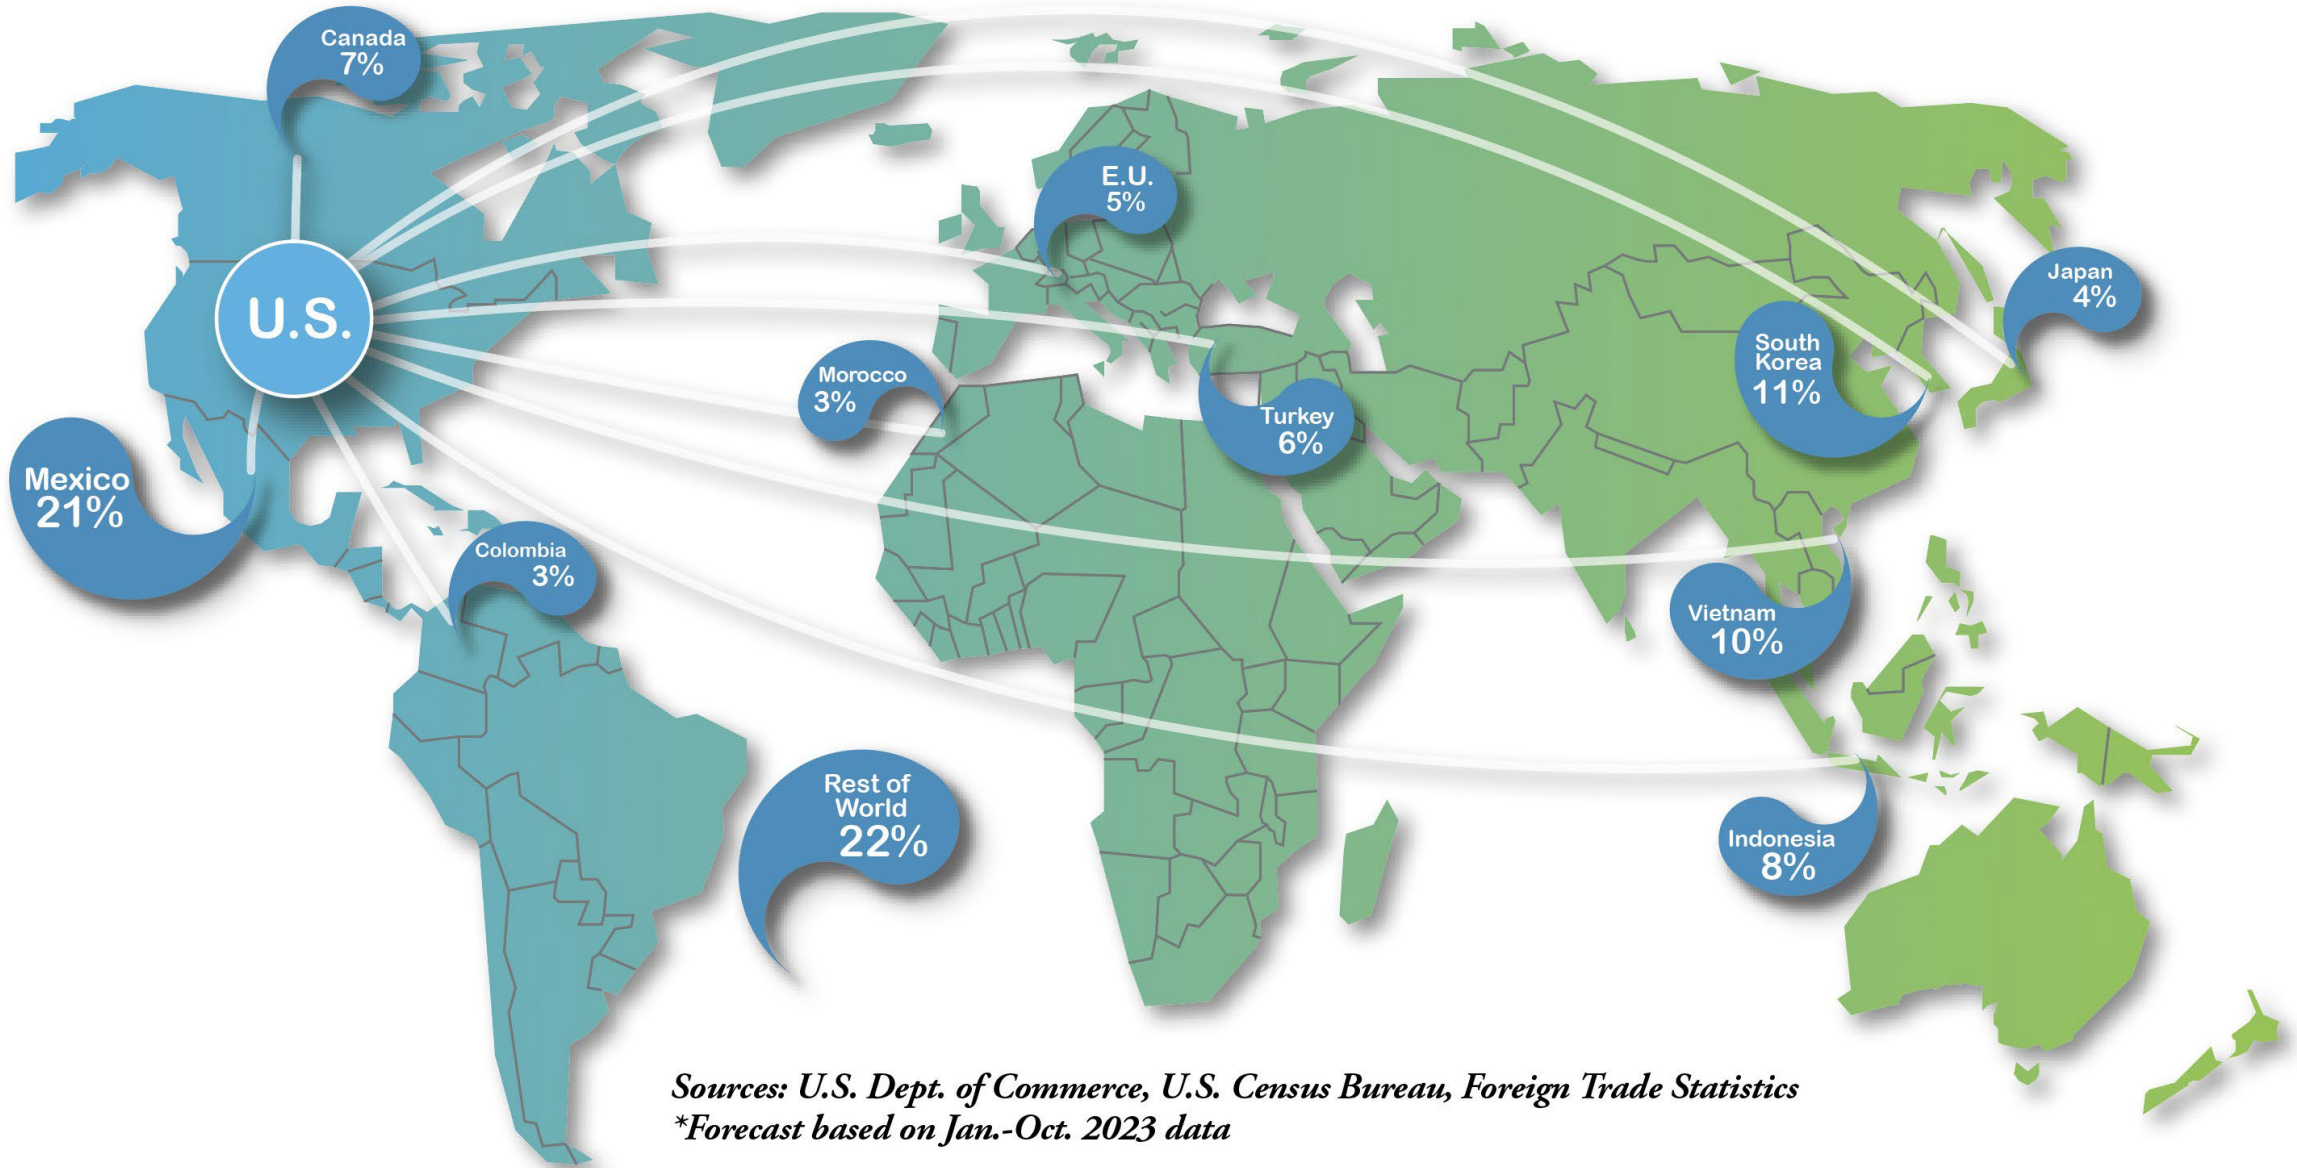 Canada
7%
E.U.
5%
U.S.
Japan
4%
South
Korea
11%
Morocco
3%
Turkey
6%
Mexico
21%
Colombia
3%
Vietnam
10%
Rest of
World
22%
Indonesia
8%
Sources: U.S. Dept. of Commerce, U.S. Census Bureau, Foreign Trade Statistics
*Forecast based on Jan.-Oct. 2023 data